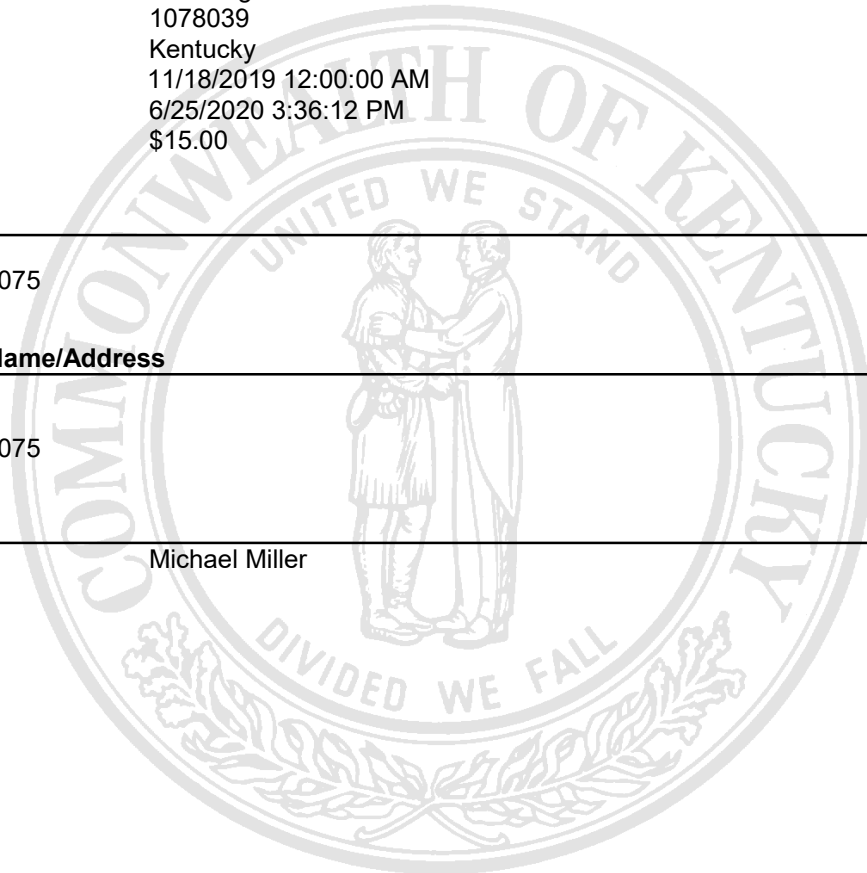 1078039
Kentucky
11/18/2019 12:00:00 AM
6/25/2020 3:36:12 PM
$15.00
COMMONWEALTH OF KENTUCKY
UNITED WE STAND
075
Name/Address
075
Michael Miller
DIVIDED WE FALL